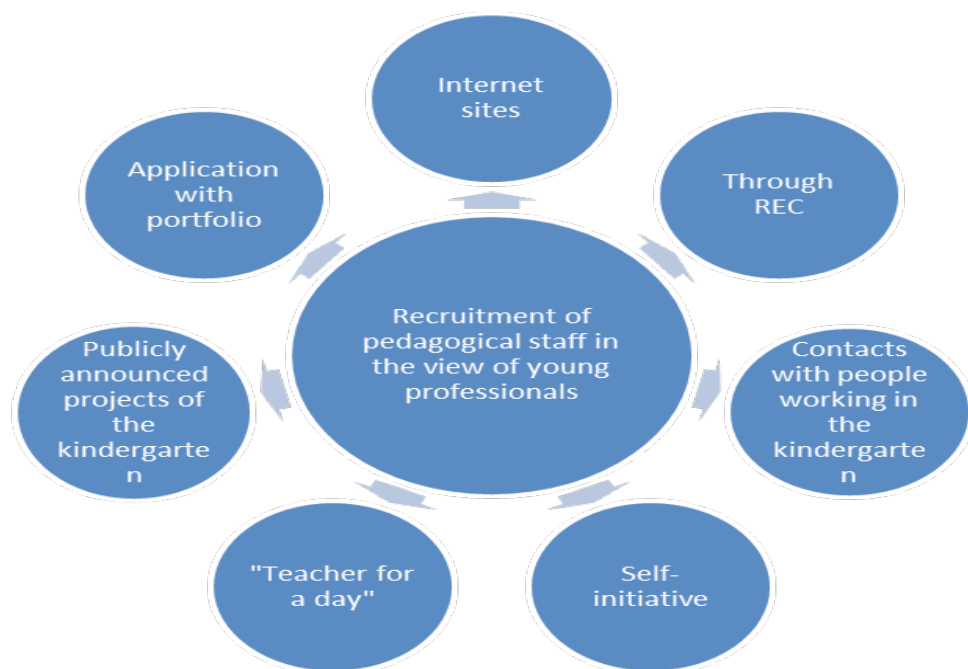 Internet
sites
Application
with
portfolio
Through
REC
Recruitment of
pedagogical staff in
the view of young
professionals
Publicly
announced
projects of
the
kindergarte
n
Contacts
with people
working in
the
kindergarte
n
"Teacher for
a day"
Self-
initiative